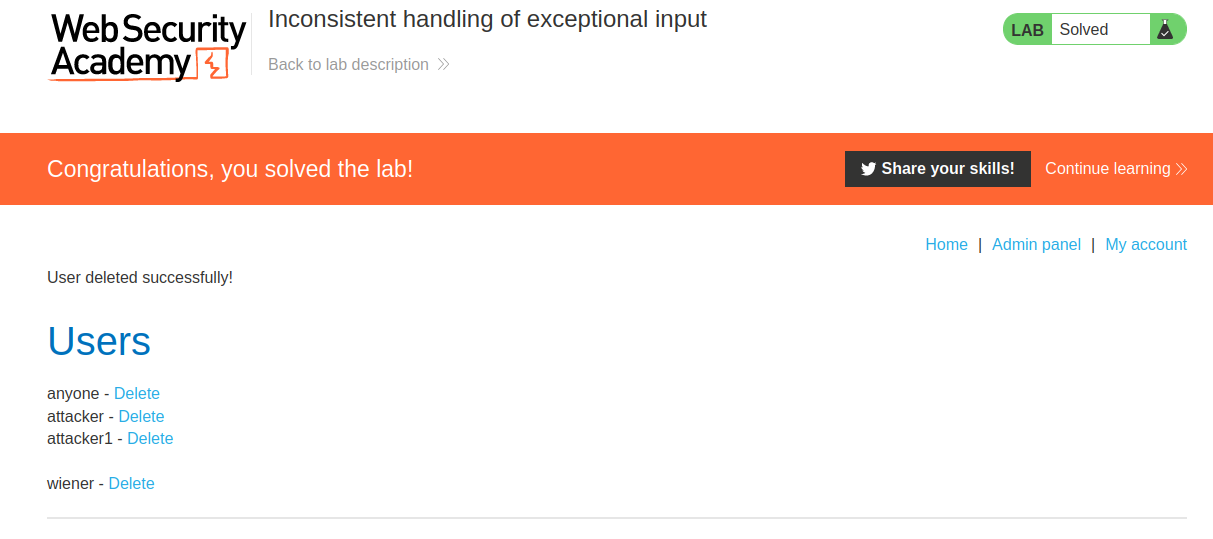 Web Security
Academy
Inconsistent handling of exceptional input
Back to lab description
LAB Solved
Congratulations, you solved the lab!
Share your skills!
Continue learning
Home | Admin panel | My account
User deleted successfully!
Users
anyone - Delete
attacker - Delete
attacker1 - Delete
wiener - Delete